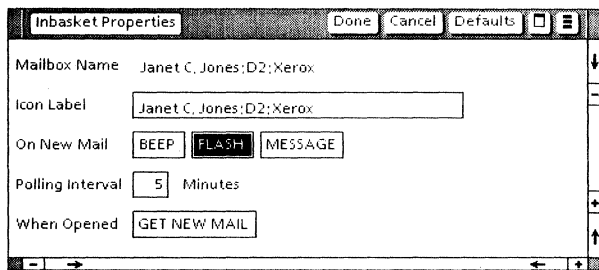 Inbasket Properties Done Cancel Defaults
Mailbox Name Janet C. Jones:D2:Xerox
Icon Label Janet C. Jones:D2:Xerox
On New Mail BEEP FLASH MESSAGE
Polling Interval 5 Minutes
When Opened GET NEW MAIL